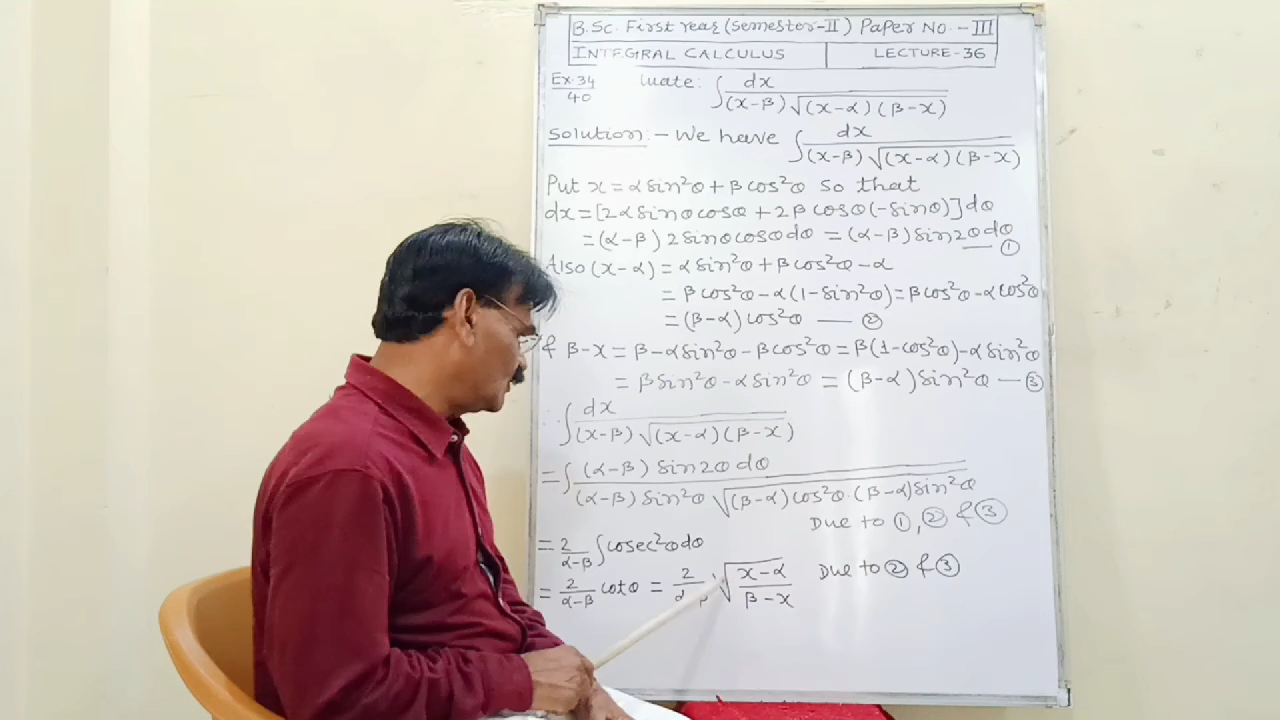 B.Sc. First Year (Semester-II) Paper No. - III
INTEGRAL CALCULUS LECTURE-36
Ex.34/40 luate: ∫ dx / (x-β)√(x-α)(β-x)
Solution:- We have ∫ dx / (x-β)√(x-α)(β-x)
Put x = α sin²θ + β cos²θ so that
dx = [2α sinθ cosθ + 2β cosθ(-sinθ)] dθ
= (α-β) 2 sinθ cosθ dθ = (α-β) sin2θ dθ — ①
Also (x-α) = α sin²θ + β cos²θ - α
= β cos²θ - α(1-sin²θ) = β cos²θ - α cos²θ
= (β-α) cos²θ — ②
& β-x = β - α sin²θ - β cos²θ = β(1-cos²θ) - α sin²θ
= β sin²θ - α sin²θ = (β-α) sin²θ — ③
∴ ∫ dx / (x-β)√(x-α)(β-x)
= ∫ (α-β) sin2θ dθ / (α-β) sin²θ √(β-α)cos²θ·(β-α)sin²θ
Due to ①, ② & ③
= 2/α-β ∫ cosec²θ dθ
= 2/α-β cotθ = 2/α-β √x-α/β-x Due to ② & ③